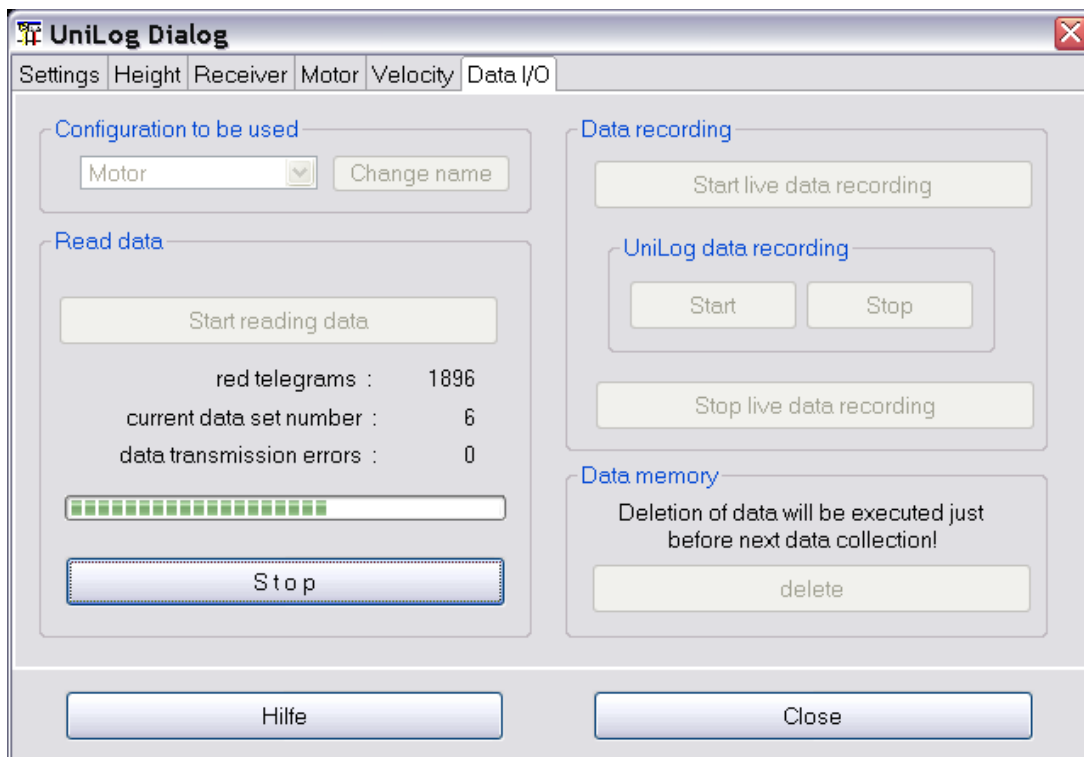 UniLog Dialog
Settings Height Receiver Motor Velocity Data I/O
Configuration to be used
Motor Change name
Read data
Start reading data
red telegrams : 1896
current data set number : 6
data transmission errors : 0
Stop
Data recording
Start live data recording
UniLog data recording
Start Stop
Stop live data recording
Data memory
Deletion of data will be executed just
before next data collection!
delete
Hilfe Close